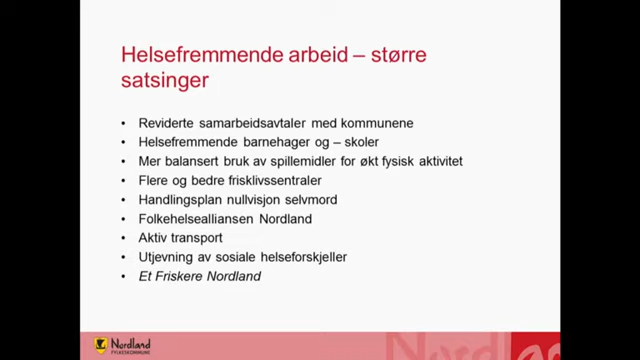 Helsefremmende arbeid – større
satsinger
• Reviderte samarbeidsavtaler med kommunene
• Helsefremmende barnehager og – skoler
• Mer balansert bruk av spillemidler for økt fysisk aktivitet
• Flere og bedre frisklivssentraler
• Handlingsplan nullvisjon selvmord
• Folkehelsealliansen Nordland
• Aktiv transport
• Utjevning av sosiale helseforskjeller
• Et Friskere Nordland
Nordland
FYLKESKOMMUNE